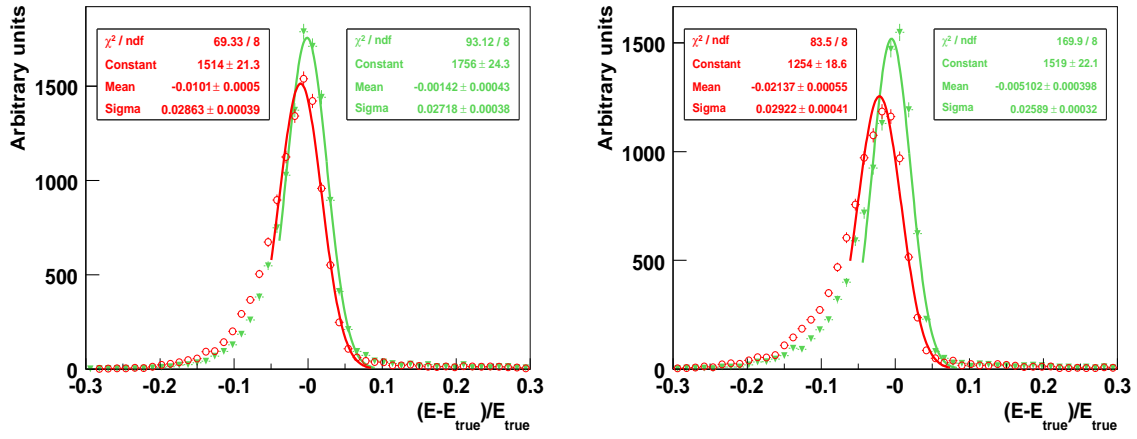 Arbitrary units
1500
1000
500
0
χ² / ndf 69.33 / 8
Constant 1514 ± 21.3
Mean -0.0101 ± 0.0005
Sigma 0.02863 ± 0.00039
χ² / ndf 93.12 / 8
Constant 1756 ± 24.3
Mean -0.00142 ± 0.00043
Sigma 0.02718 ± 0.00038
-0.3 -0.2 -0.1 -0 0.1 0.2 0.3
(E-E_true)/E_true
Arbitrary units
1500
1000
500
0
χ² / ndf 83.5 / 8
Constant 1254 ± 18.6
Mean -0.02137 ± 0.00055
Sigma 0.02922 ± 0.00041
χ² / ndf 169.9 / 8
Constant 1519 ± 22.1
Mean -0.005102 ± 0.000398
Sigma 0.02589 ± 0.00032
-0.3 -0.2 -0.1 -0 0.1 0.2 0.3
(E-E_true)/E_true